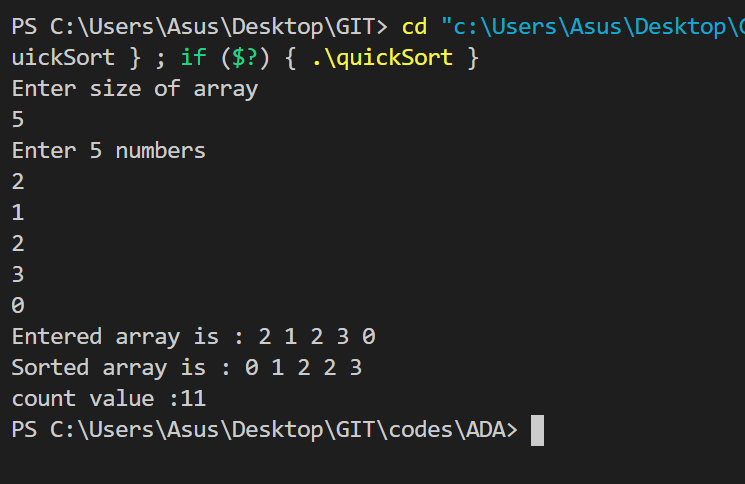 PS C:\Users\Asus\Desktop\GIT> cd "c:\Users\Asus\Desktop\
uickSort } ; if ($?) { .\quickSort }
Enter size of array
5
Enter 5 numbers
2
1
2
3
0
Entered array is : 2 1 2 3 0
Sorted array is : 0 1 2 2 3
count value :11
PS C:\Users\Asus\Desktop\GIT\codes\ADA>